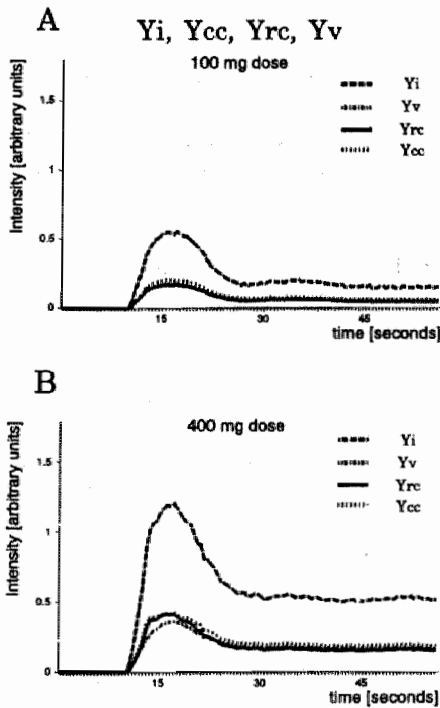 A
Yi, Ycc, Yrc, Yv
100 mg dose
Intensity [arbitrary units]
1.5
1
0.5
0
15
30
45
time [seconds]
Yi
Yv
Yrc
Ycc
B
400 mg dose
Intensity [arbitrary units]
1.5
1
0.5
0
15
30
45
time [seconds]
Yi
Yv
Yrc
Ycc